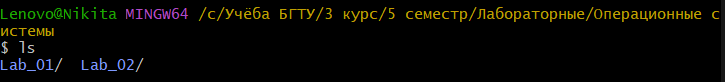 Lenovo@Nikita MINGW64 /c/Учёба БГТУ/3 курс/5 семестр/Лабораторные/Операционные с
истемы
$ ls
Lab_01/  Lab_02/